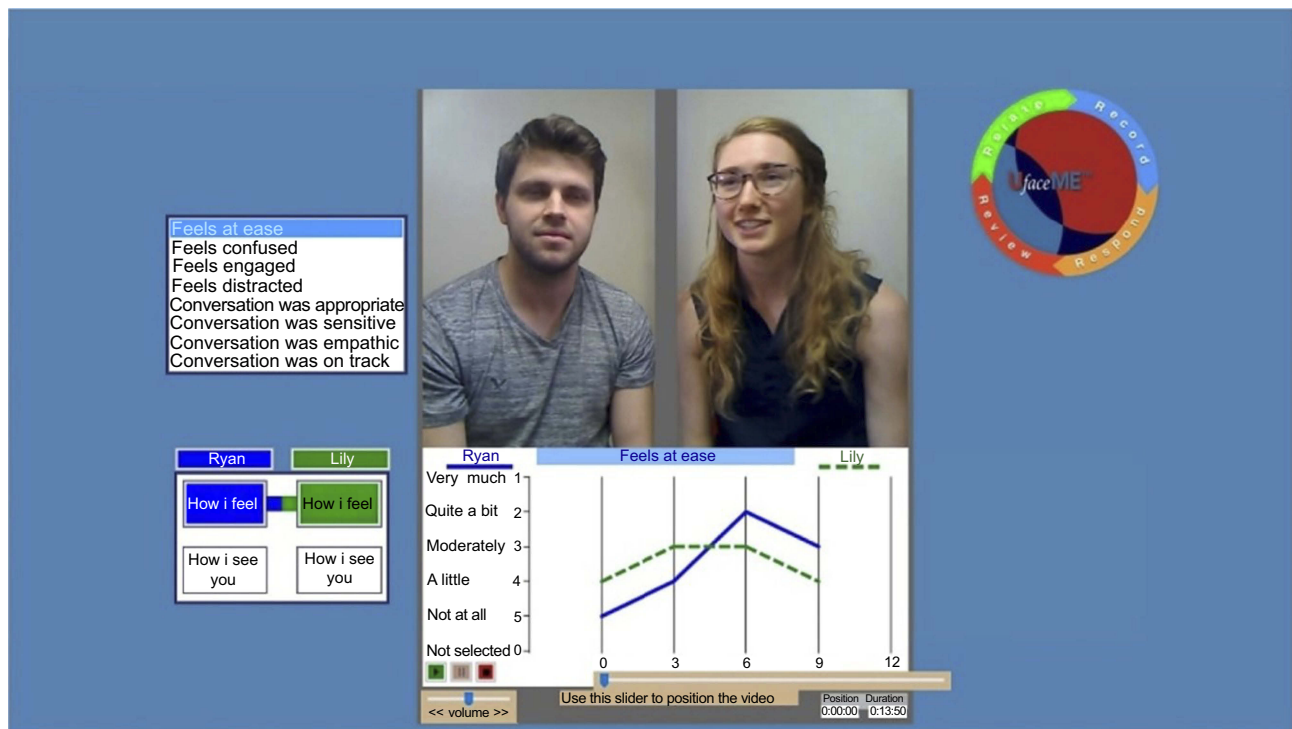 Relaxe
Record
Respond
Review
UfaceME™
Feels at ease
Feels confused
Feels engaged
Feels distracted
Conversation was appropriate
Conversation was sensitive
Conversation was empathic
Conversation was on track
Ryan Lily
How i feel How i feel
How i see you How i see you
Ryan Feels at ease Lily
Very much 1
Quite a bit 2
Moderately 3
A little 4
Not at all 5
Not selected 0
0 3 6 9 12
Use this slider to position the video
<< volume >>
Position Duration
0:00:00 0:13:50